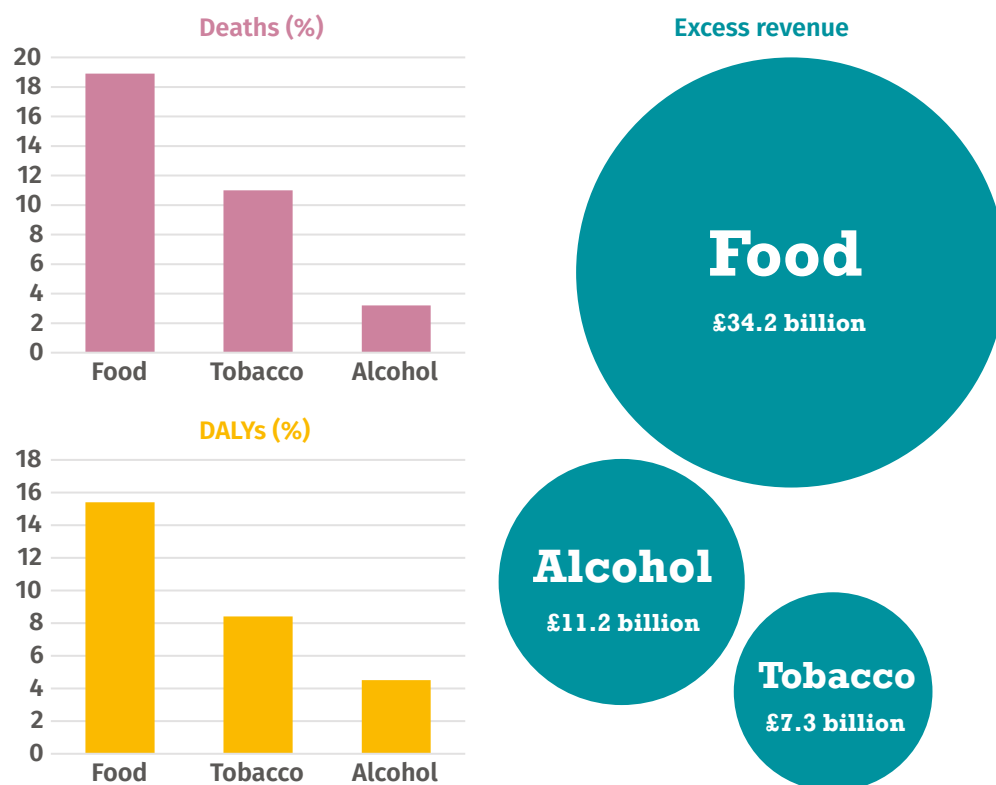 Deaths (%)
20
18
16
14
12
10
8
6
4
2
0
Food Tobacco Alcohol
DALYs (%)
18
16
14
12
10
8
6
4
2
0
Food Tobacco Alcohol
Excess revenue
Food
£34.2 billion
Alcohol
£11.2 billion
Tobacco
£7.3 billion